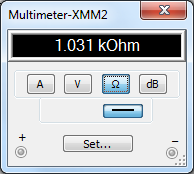 Multimeter-XMM2
1.031 kOhm
A V Ω dB
+ −
Set...